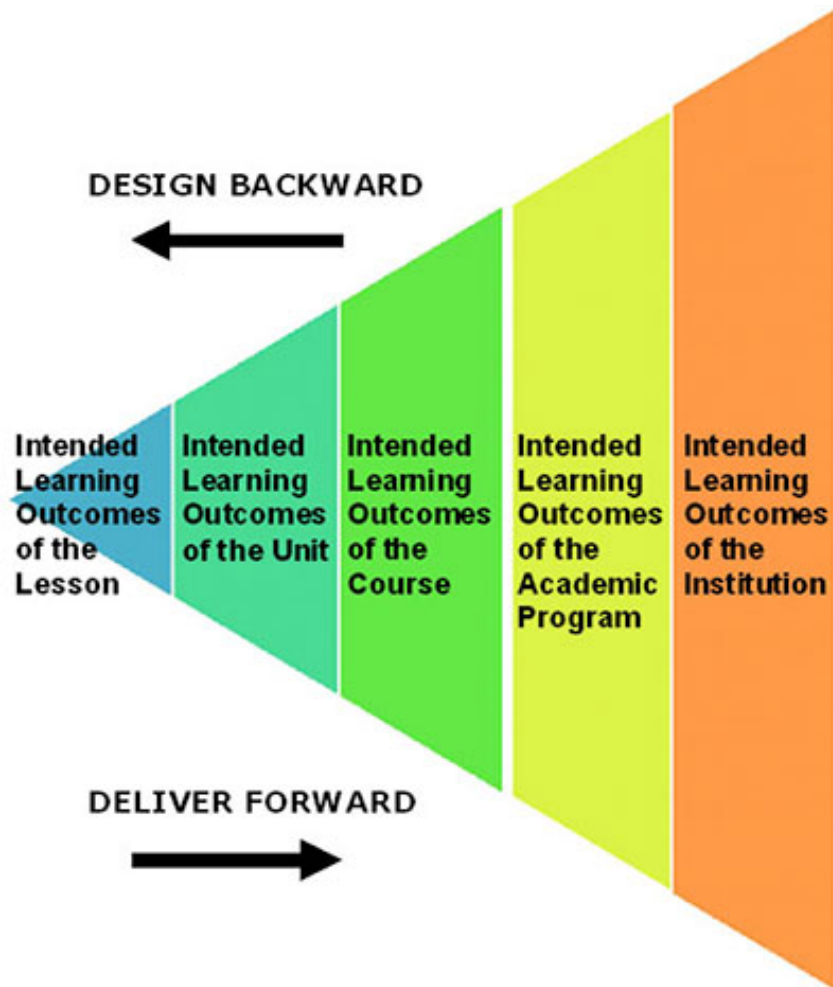 DESIGN BACKWARD
Intended
Learning
Outcomes
of the
Lesson
Intended
Learning
Outcomes
of the Unit
Intended
Learning
Outcomes
of the
Course
Intended
Learning
Outcomes
of the
Academic
Program
Intended
Learning
Outcomes
of the
Institution
DELIVER FORWARD